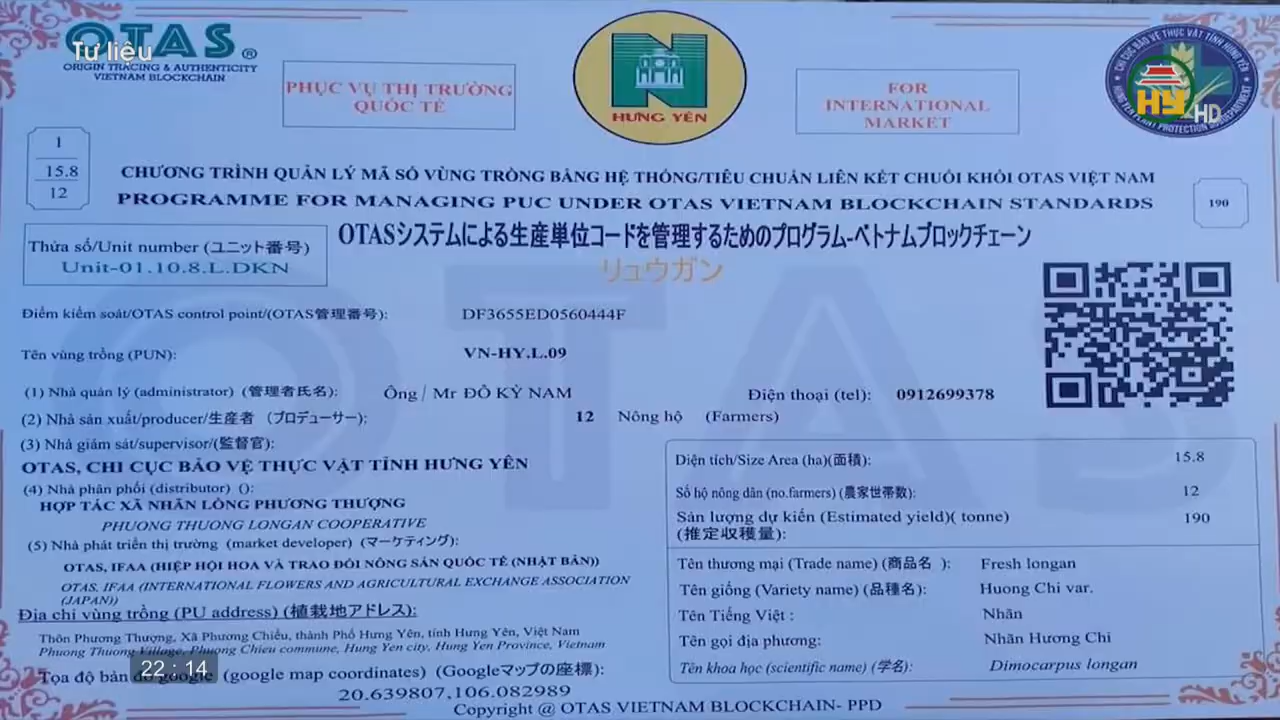 OTAS ®
Tư liệu
ORIGIN TRACING & AUTHENTICITY
VIETNAM BLOCKCHAIN
PHỤC VỤ THỊ TRƯỜNG
QUỐC TẾ
HƯNG YÊN
FOR
INTERNATIONAL
MARKET
CHI CỤC BẢO VỆ THỰC VẬT TỈNH HƯNG YÊN
HY HD
1
15.8
12
CHƯƠNG TRÌNH QUẢN LÝ MÃ SỐ VÙNG TRỒNG BẰNG HỆ THỐNG/TIÊU CHUẨN LIÊN KẾT CHUỖI KHỐI OTAS VIỆT NAM
PROGRAMME FOR MANAGING PUC UNDER OTAS VIETNAM BLOCKCHAIN STANDARDS
190
OTASシステムによる生産単位コードを管理するためのプログラム-ベトナムブロックチェーン
リュウガン
Thửa số/Unit number (ユニット番号)
Unit-01.10.8.L.DKN
Điểm kiểm soát/OTAS control point/(OTAS管理番号): DF3655ED0560444F
Tên vùng trồng (PUN): VN-HY.L.09
(1) Nhà quản lý (administrator) (管理者氏名): Ông / Mr ĐỖ KỲ NAM Điện thoại (tel): 0912699378
(2) Nhà sản xuất/producer/生産者 (プロデューサー); 12 Nông hộ (Farmers)
(3) Nhà giám sát/supervisor/(監督官):
OTAS, CHI CỤC BẢO VỆ THỰC VẬT TỈNH HƯNG YÊN
(4) Nhà phân phối (distributor) ():
HỢP TÁC XÃ NHÃN LỒNG PHƯƠNG THƯỢNG
PHUONG THUONG LONGAN COOPERATIVE
(5) Nhà phát triển thị trường (market developer) (マーケティング):
OTAS, IFAA (HIỆP HỘI HOA VÀ TRAO ĐỔI NÔNG SẢN QUỐC TẾ (NHẬT BẢN))
OTAS, IFAA (INTERNATIONAL FLOWERS AND AGRICULTURAL EXCHANGE ASSOCIATION
(JAPAN))
Địa chỉ vùng trồng (PU address) (植栽地アドレス):
Thôn Phương Thượng, Xã Phương Chiểu, thành Phố Hưng Yên, tỉnh Hưng Yên, Việt Nam
Phuong Thuong Village, Phuong Chieu commune, Hung Yen city, Hung Yen Province, Vietnam
22 : 14
Tọa độ bản đồ google (google map coordinates) (Googleマップの座標):
20.639807,106.082989
Diện tích/Size Area (ha)(面積): 15.8
Số hộ nông dân (no.farmers) (農家世帯数): 12
Sản lượng dự kiến (Estimated yield)( tonne) 190
(推定収穫量):
Tên thương mại (Trade name) (商品名 ): Fresh longan
Tên giống (Variety name) (品種名): Huong Chi var.
Tên Tiếng Việt : Nhãn
Tên gọi địa phương: Nhãn Hương Chi
Tên khoa học (scientific name) (学名): Dimocarpus longan
Copyright @ OTAS VIETNAM BLOCKCHAIN- PPD